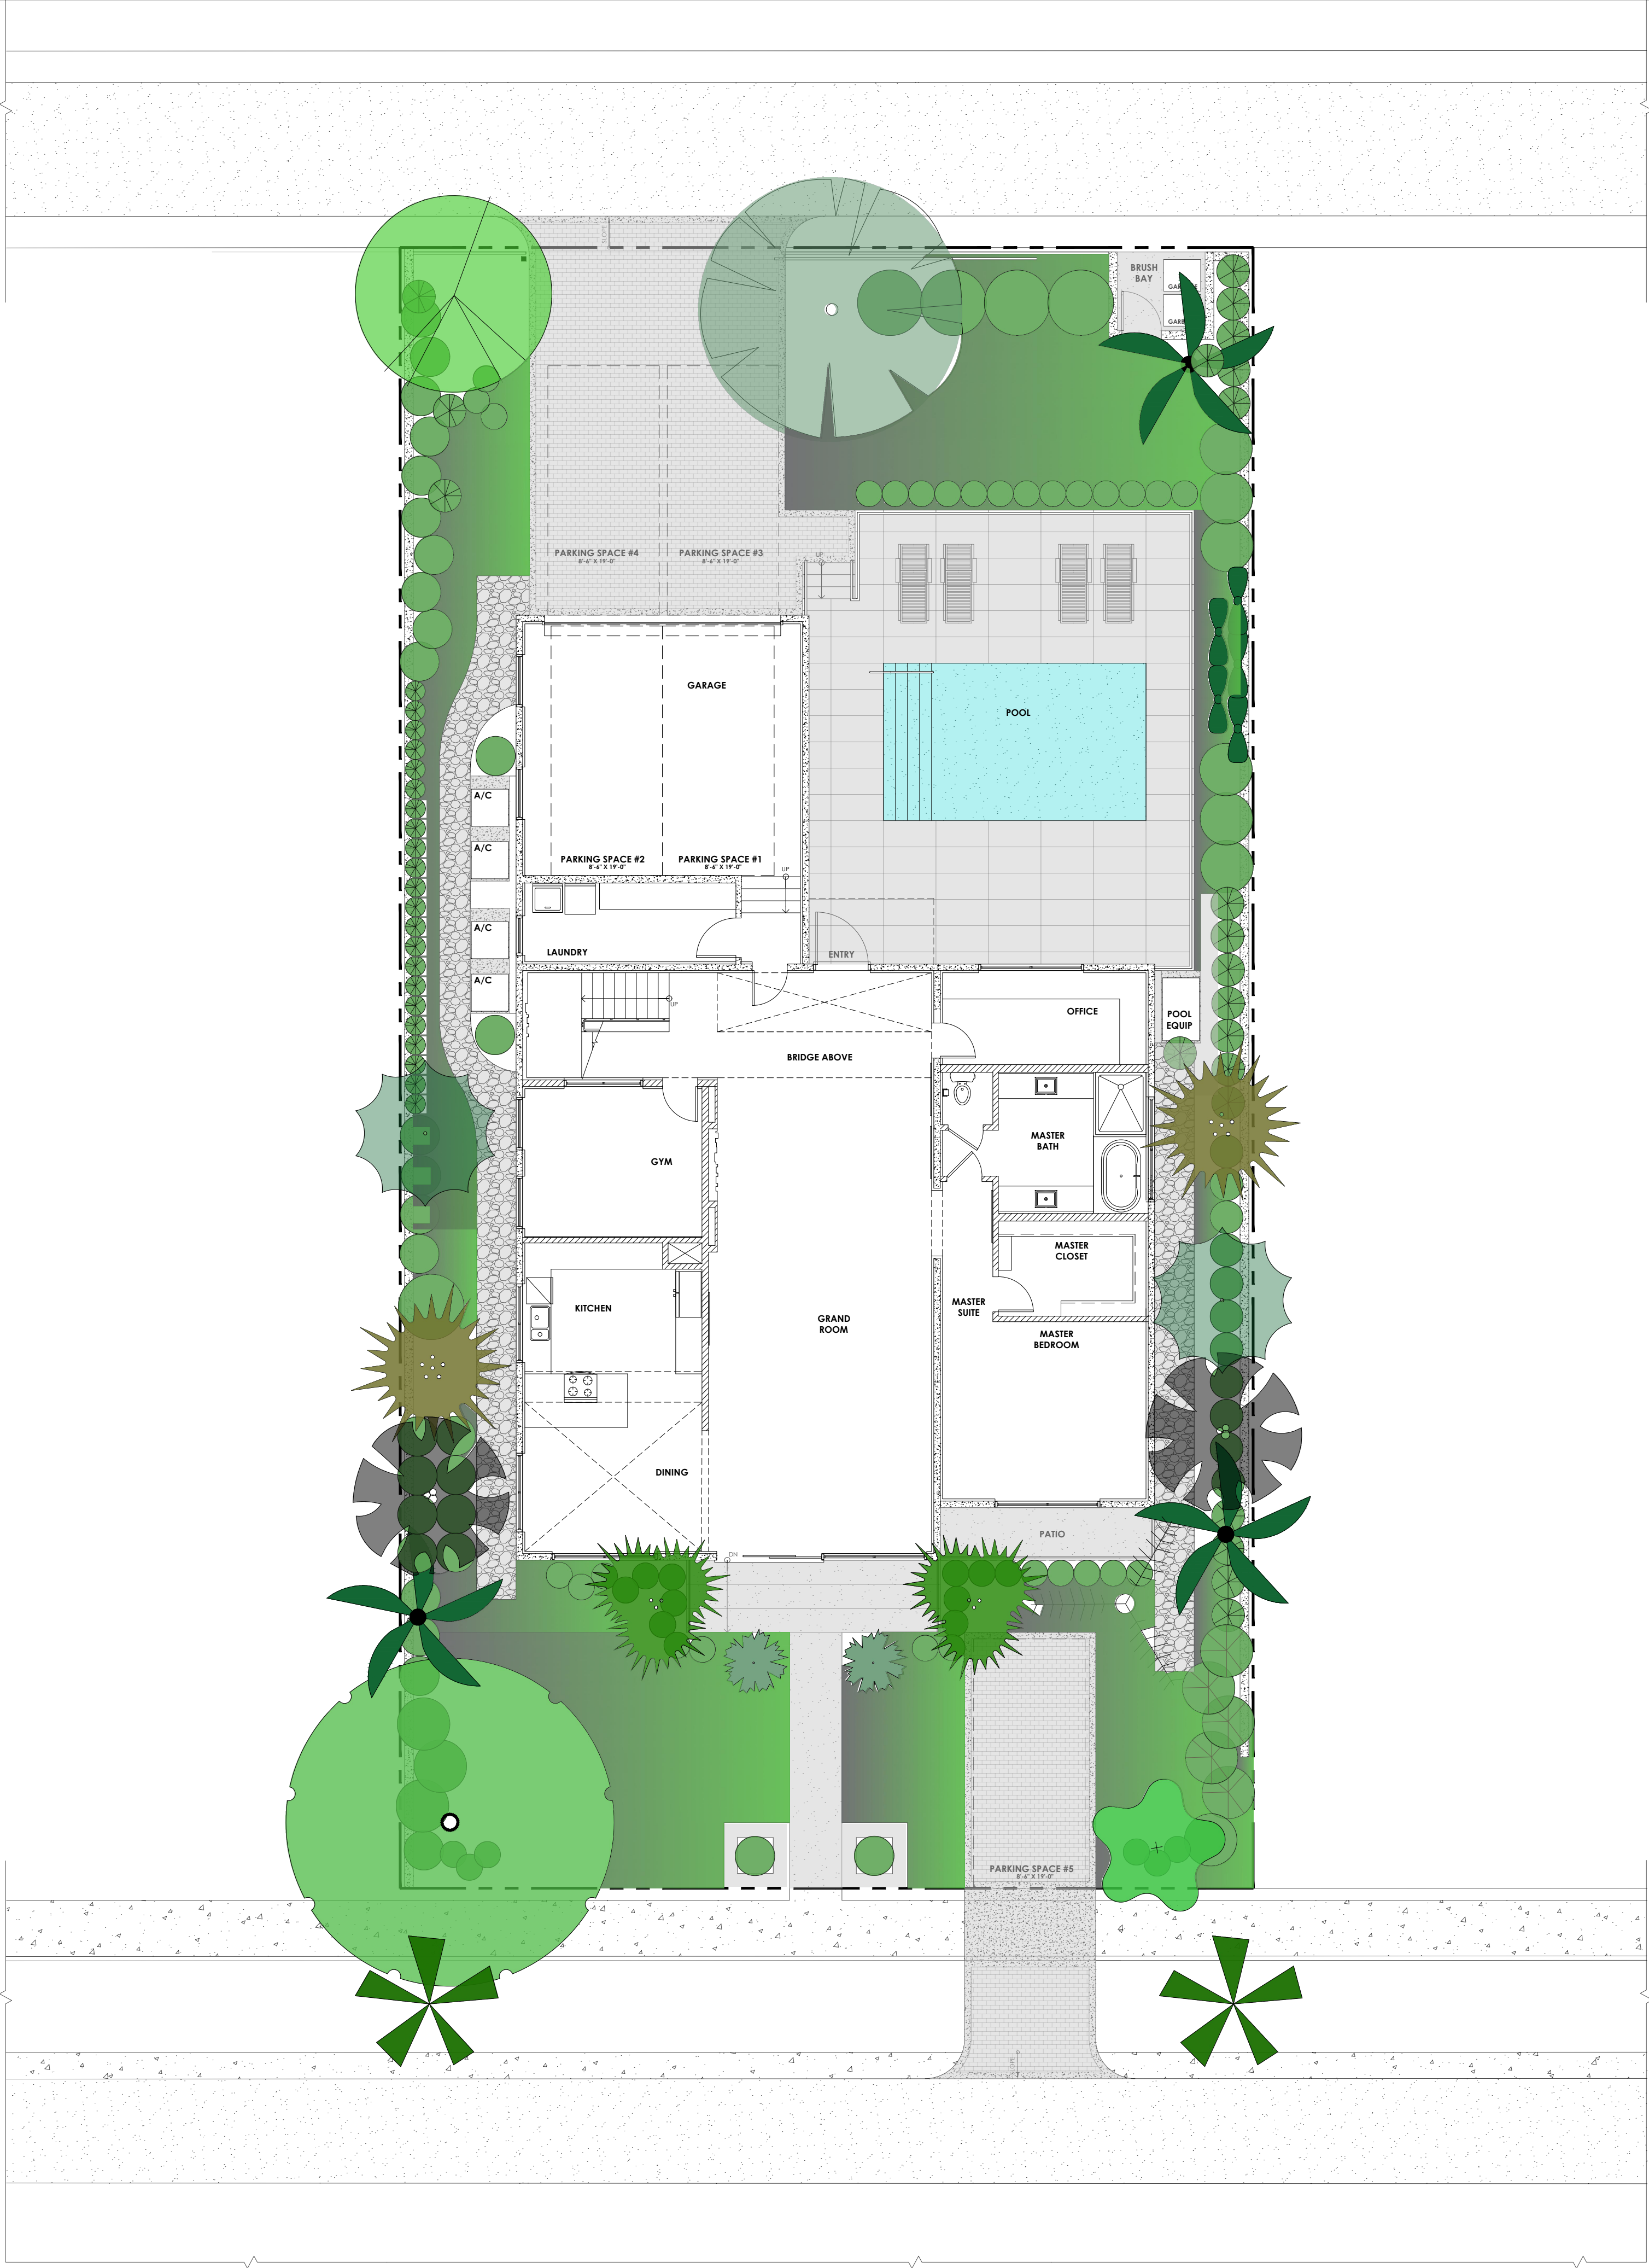 SLOPE
BRUSH
BAY
PARKING SPACE #4
8'-6" X 19'-0"
PARKING SPACE #3
8'-6" X 19'-0"
UP
GARAGE
POOL
A/C
A/C
PARKING SPACE #2
8'-6" X 19'-0"
PARKING SPACE #1
8'-6" X 19'-0"
UP
A/C
LAUNDRY
ENTRY
A/C
UP
OFFICE
POOL
EQUIP
BRIDGE ABOVE
MASTER
BATH
GYM
MASTER
CLOSET
KITCHEN
MASTER
SUITE
GRAND
ROOM
MASTER
BEDROOM
DINING
PATIO
DN
PARKING SPACE #5
8'-6" X 19'-0"
SLOPE